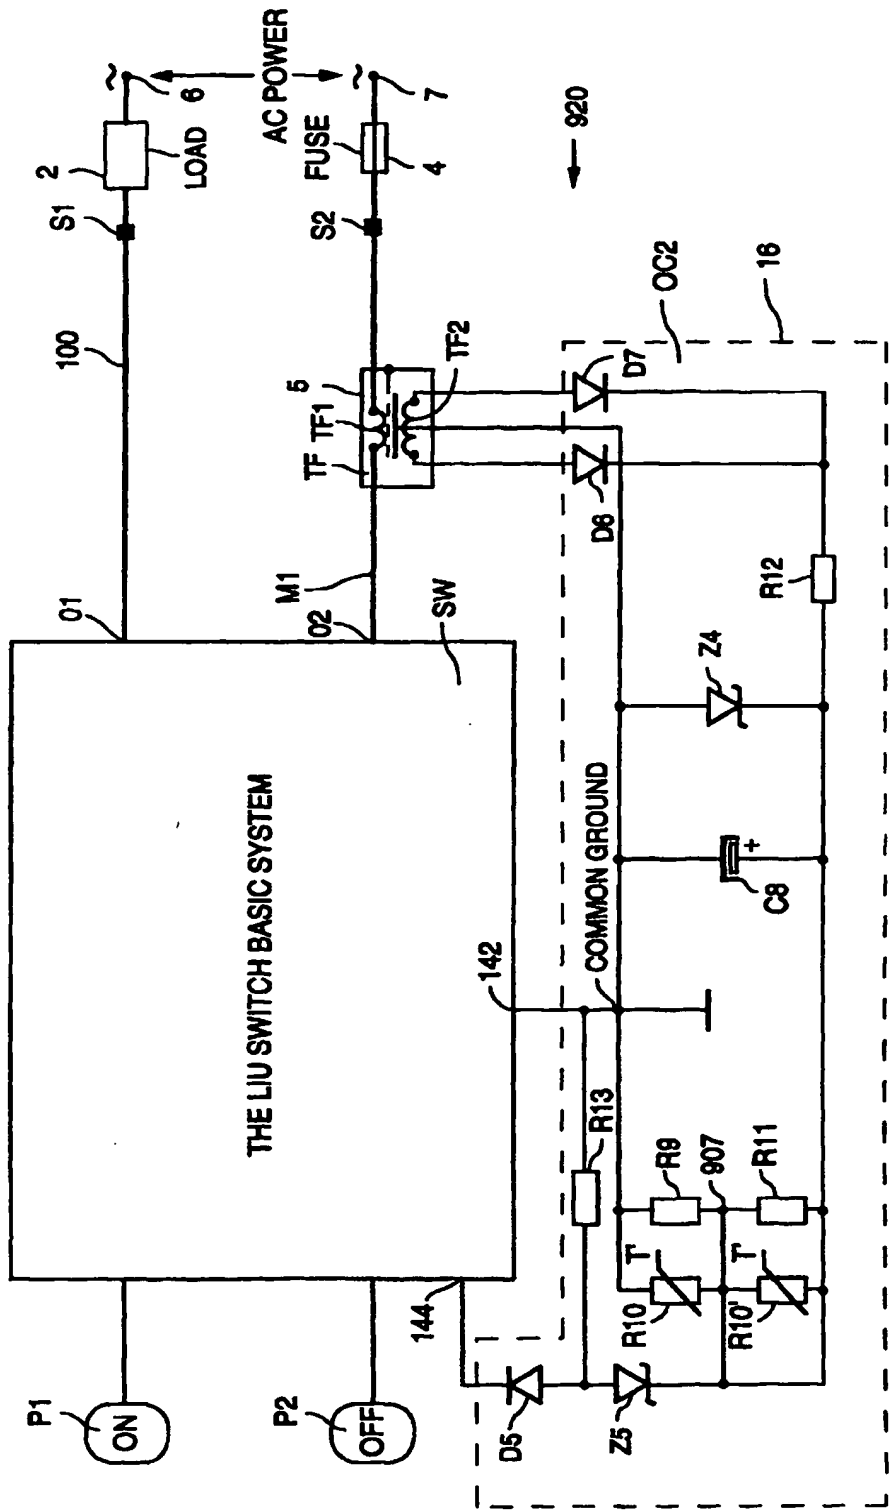 P1
ON
P2
OFF
THE LIU SWITCH BASIC SYSTEM
SW
01
02
144
142
100
M1
S1
2
LOAD
6
~
AC POWER
~
7
FUSE
4
S2
5
TF1
TF
TF2
920
OC2
16
D7
D6
R12
Z4
COMMON GROUND
C8
+
R13
R9
907
R11
T'
R10
T'
R10'
D5
Z5